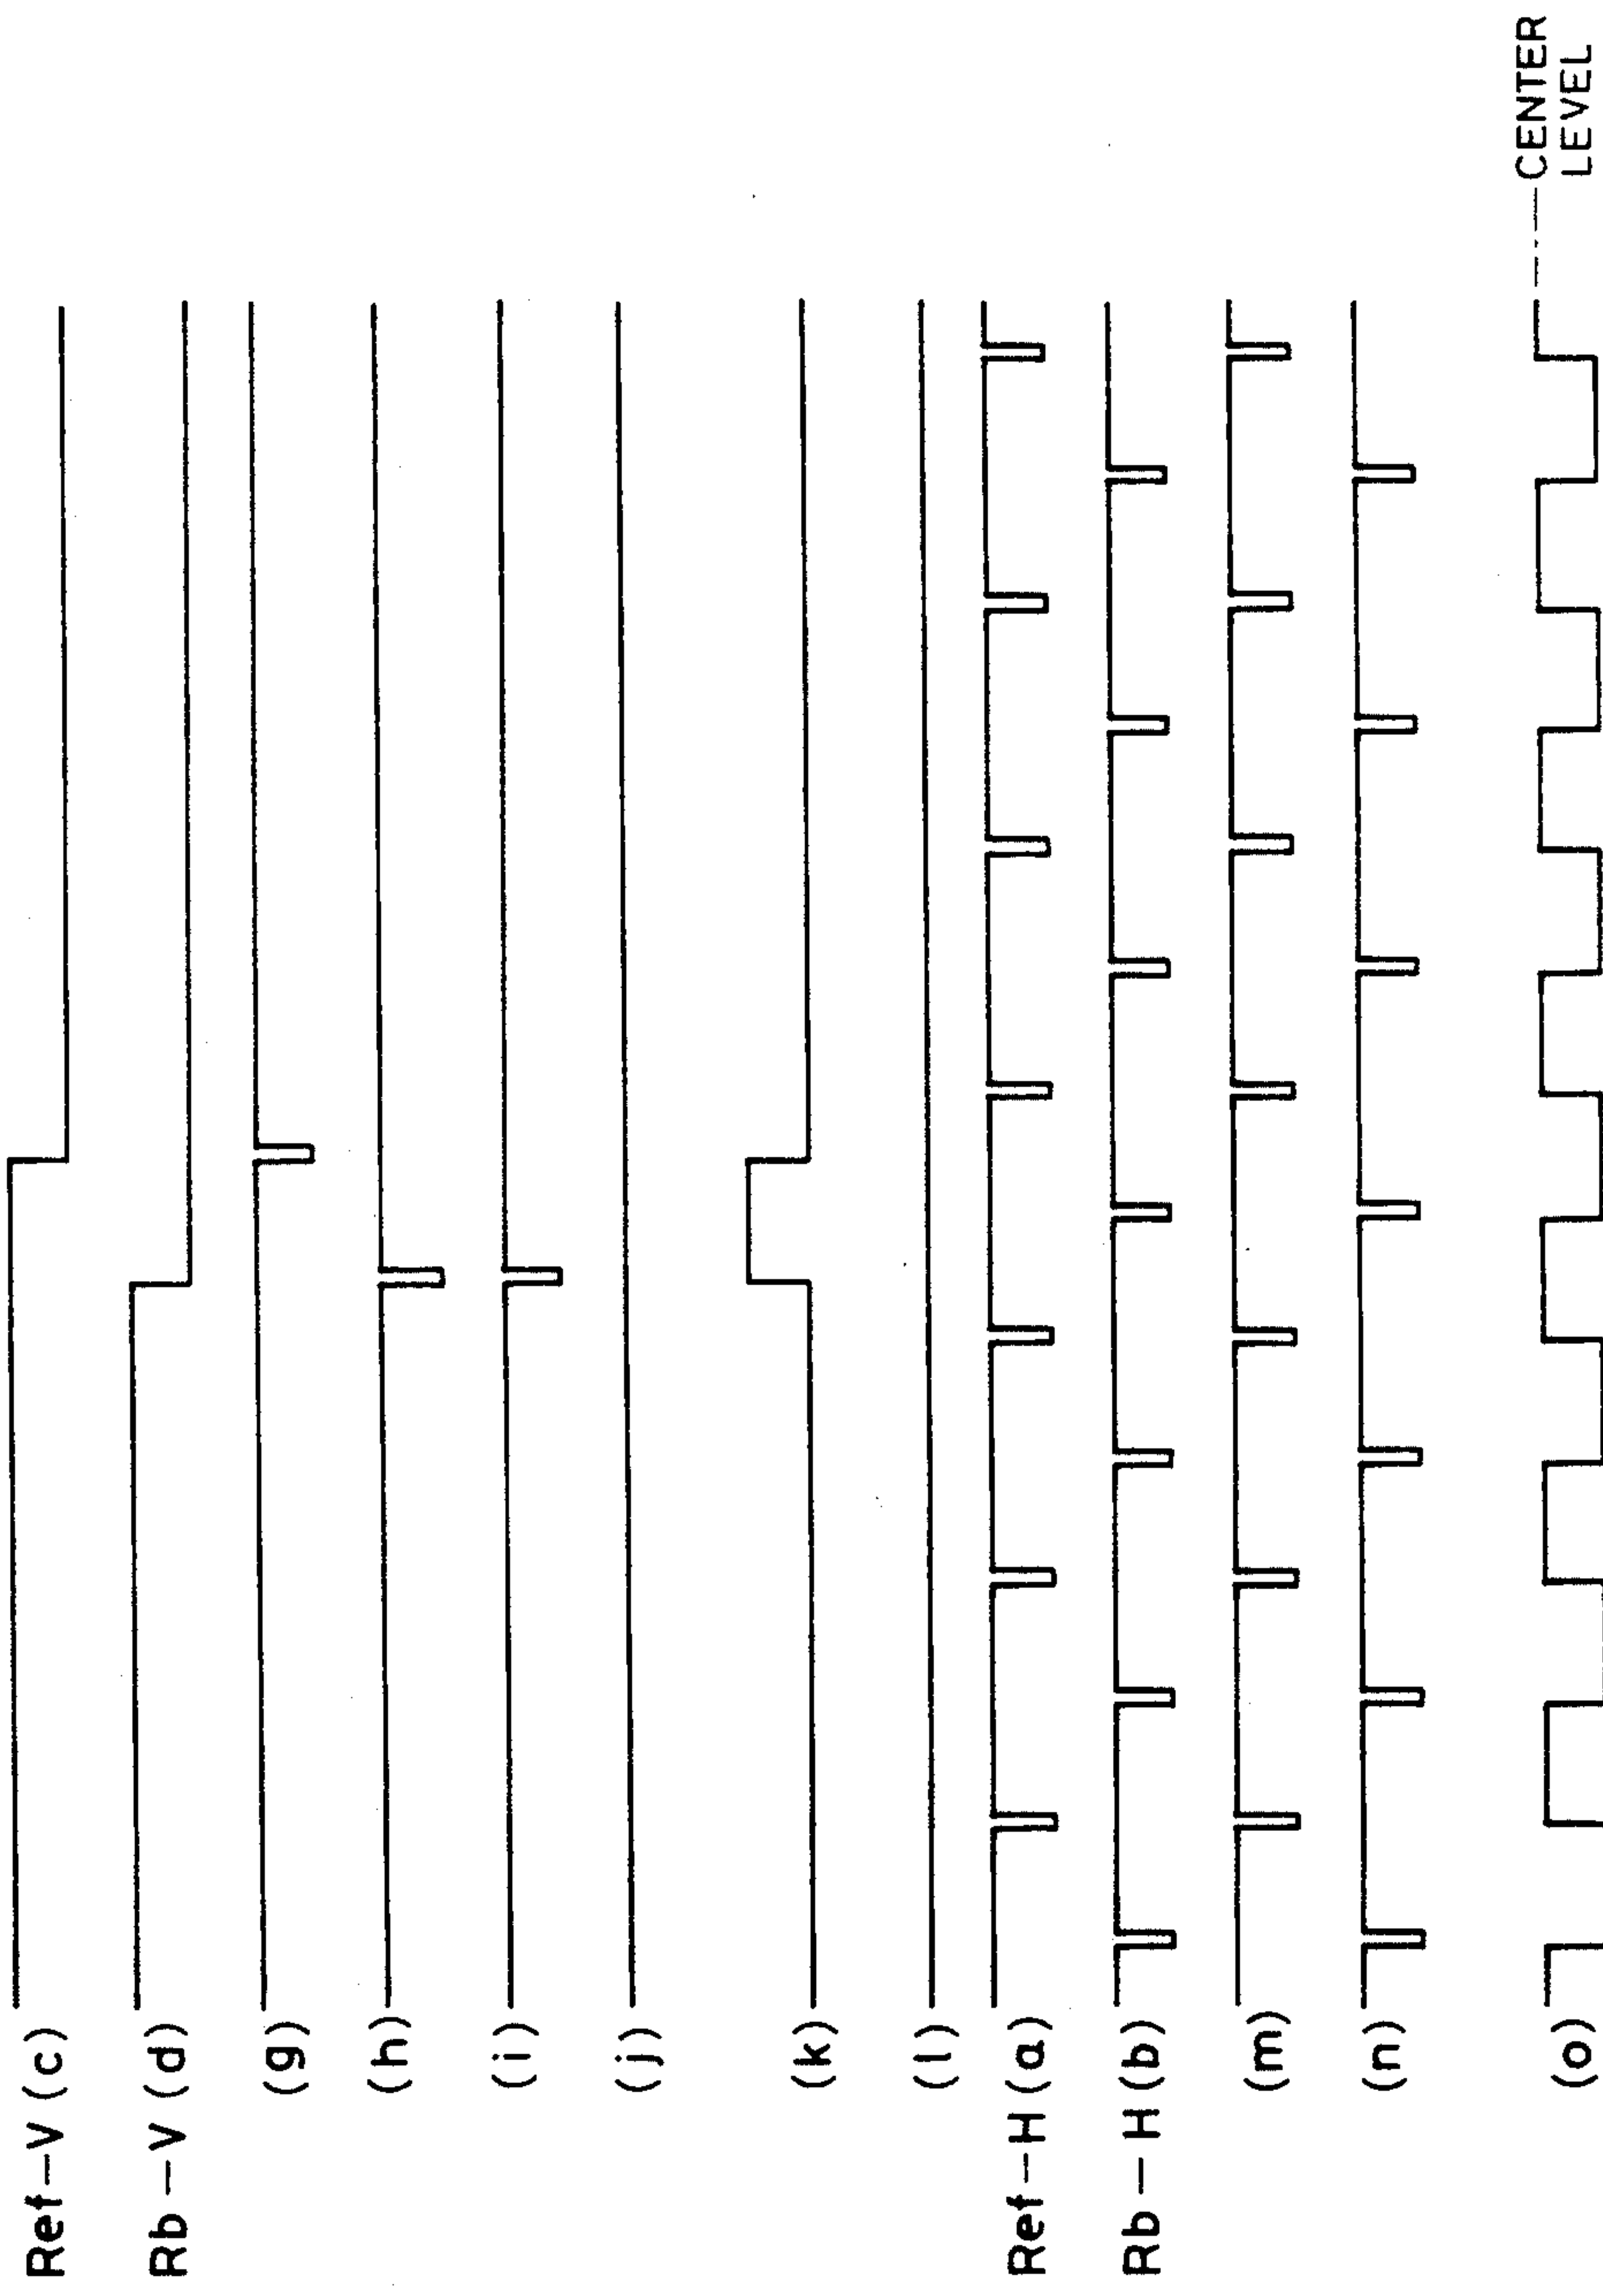 Ref-V (c)
Rb-V (d)
(g)
(h)
(i)
(j)
(k)
(l)
Ref-H (a)
Rb-H (b)
(m)
(n)
(o)
CENTER
LEVEL